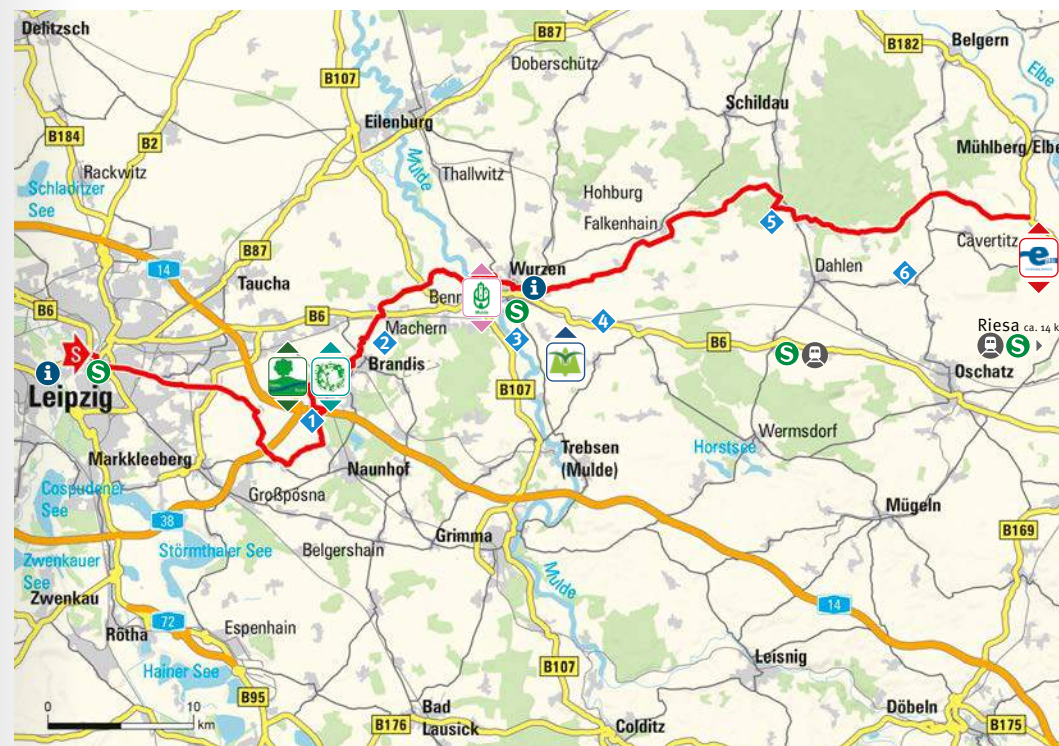 Delitzsch
B87
B182
Belgern
Doberschütz
B107
Elbe
Schildau
Eilenburg
B184
B2
Mühlberg/Elbe
Rackwitz
Mulde
Thallwitz
Schladitzer
See
Hohburg
Falkenhain
B87
5
Cavertitz
14
Wurzen
Dahlen
6
e
Taucha
Mulde
i
B6
B6
S
4
Machern
2
3
Riesa ca. 14 k
S
B6
S
S
i
S
Brandis
Oschatz
Leipzig
B107
1
Wermsdorf
Trebsen
(Mulde)
Horstsee
Markkleeberg
Naunhof
Cospudener
See
Großposna
Mügeln
38
Grimma
B169
Störmthaler See
Belgershain
Zwenkauer
See
Mulde
Zwenkau
14
72
Espenhain
Rötha
Leisnig
Hainer See
B107
B95
0 10
km
Bad
Lausick
B176
Colditz
Döbeln
B175